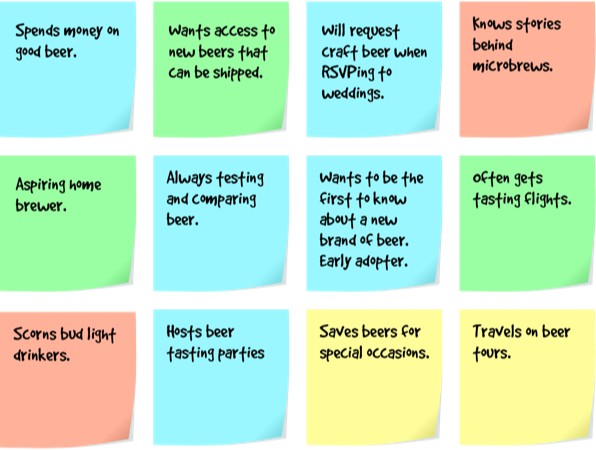 Spends money on
good beer.
Wants access to
new beers that
can be shipped.
Will request
craft beer when
RSVPing to
weddings.
Knows stories
behind
microbrews.
Aspiring home
brewer.
Always testing
and comparing
beer.
Wants to be the
first to know
about a new
brand of beer.
Early adopter.
Often gets
tasting flights.
Scorns bud light
drinkers.
Hosts beer
tasting parties
Saves beers for
special occasions.
Travels on beer
tours.